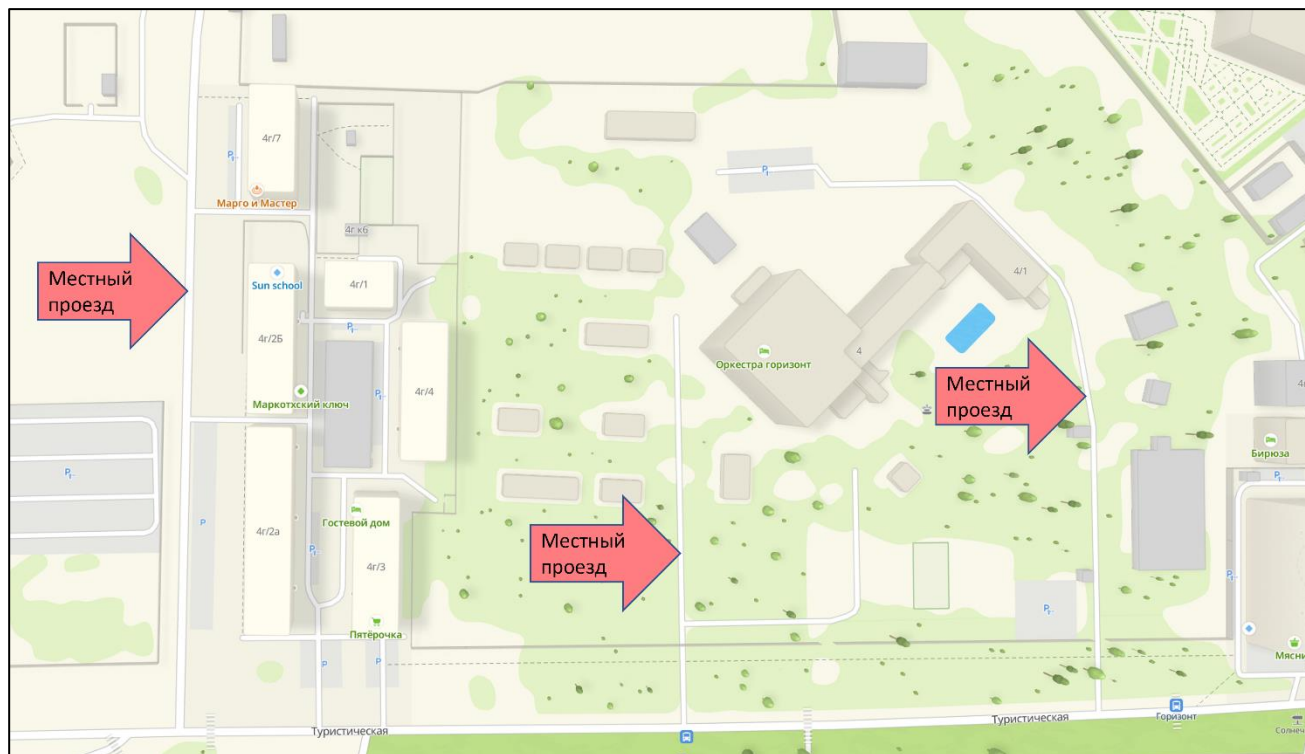 4г/7
Р
Марго и Мастер
4г к6
Р
Местный
проезд
Sun school
4г/1
4/1
4г/2Б
Р
Оркестра горизонт
4
Местный
проезд
Маркотхский ключ
4г/4
Р
Бирюза
Р
Р
Р
4г/2а
Гостевой дом
Р
Местный
проезд
4г/3
Р
Р
Пятёрочка
Р
Р
Туристическая
Туристическая
Горизонт